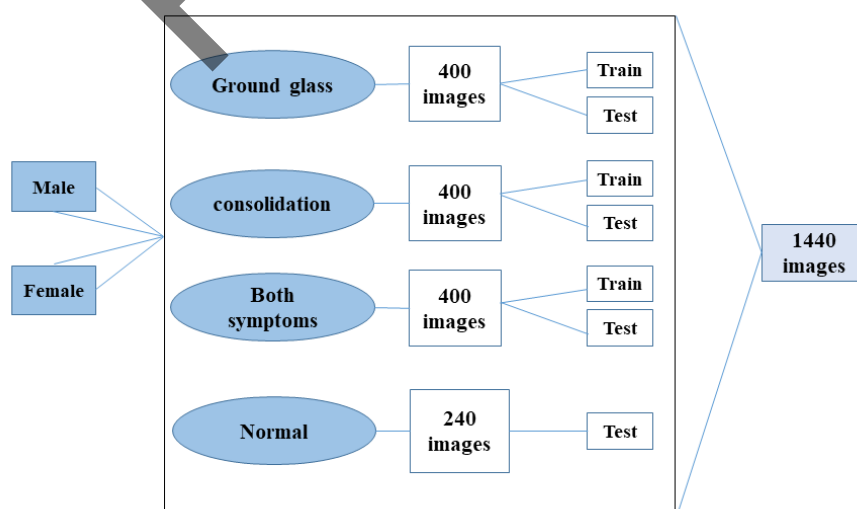 Male
Female
Ground glass
400
images
Train
Test
consolidation
400
images
Train
Test
Both
symptoms
400
images
Train
Test
Normal
240
images
Test
1440
images